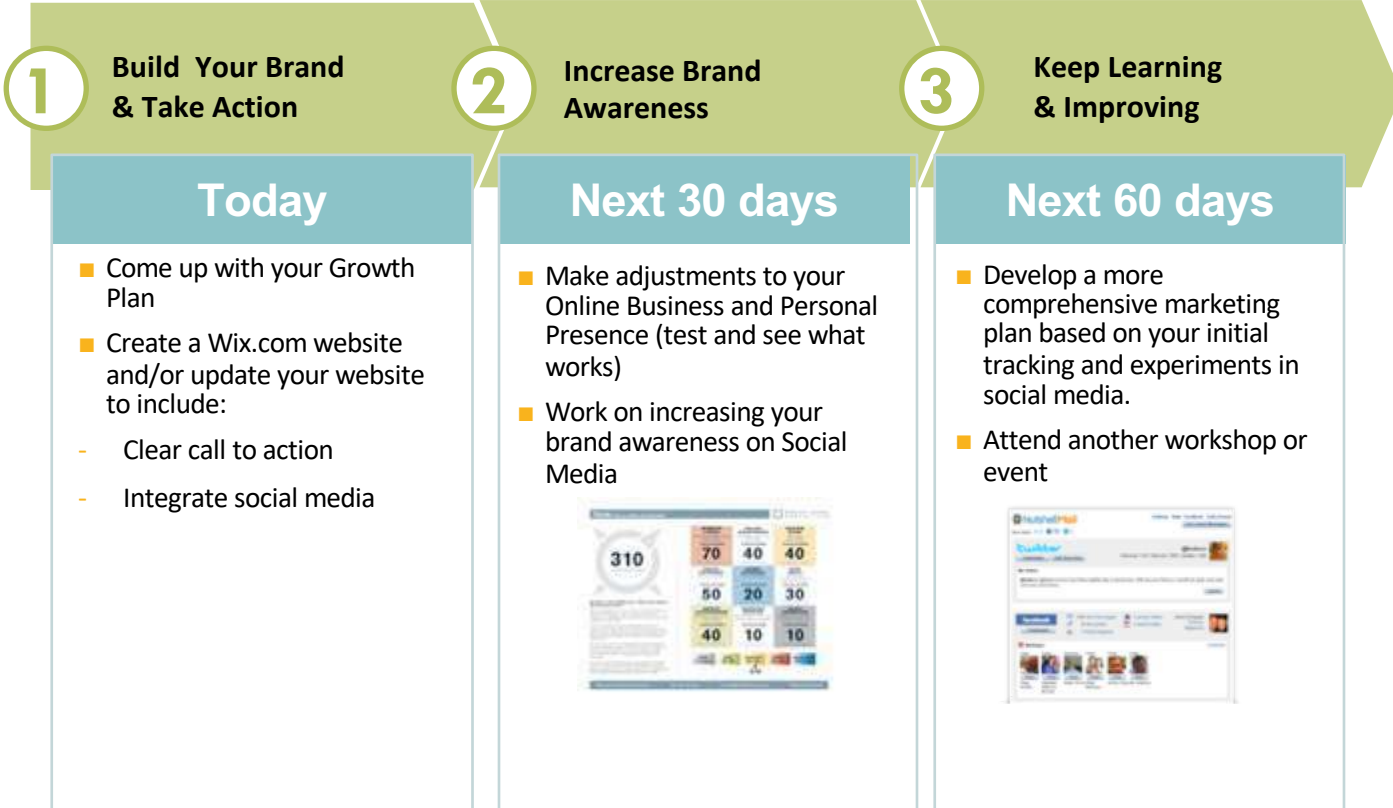 1
Build Your Brand
& Take Action
2
Increase Brand
Awareness
3
Keep Learning
& Improving
Today
■ Come up with your Growth
Plan
■ Create a Wix.com website
and/or update your website
to include:
- Clear call to action
- Integrate social media
Next 30 days
■ Make adjustments to your
Online Business and Personal
Presence (test and see what
works)
■ Work on increasing your
brand awareness on Social
Media
310
70 40 40
50 20 30
40 10 10
Next 60 days
■ Develop a more
comprehensive marketing
plan based on your initial
tracking and experiments in
social media.
■ Attend another workshop or
event
NutshellMail
twitter
facebook